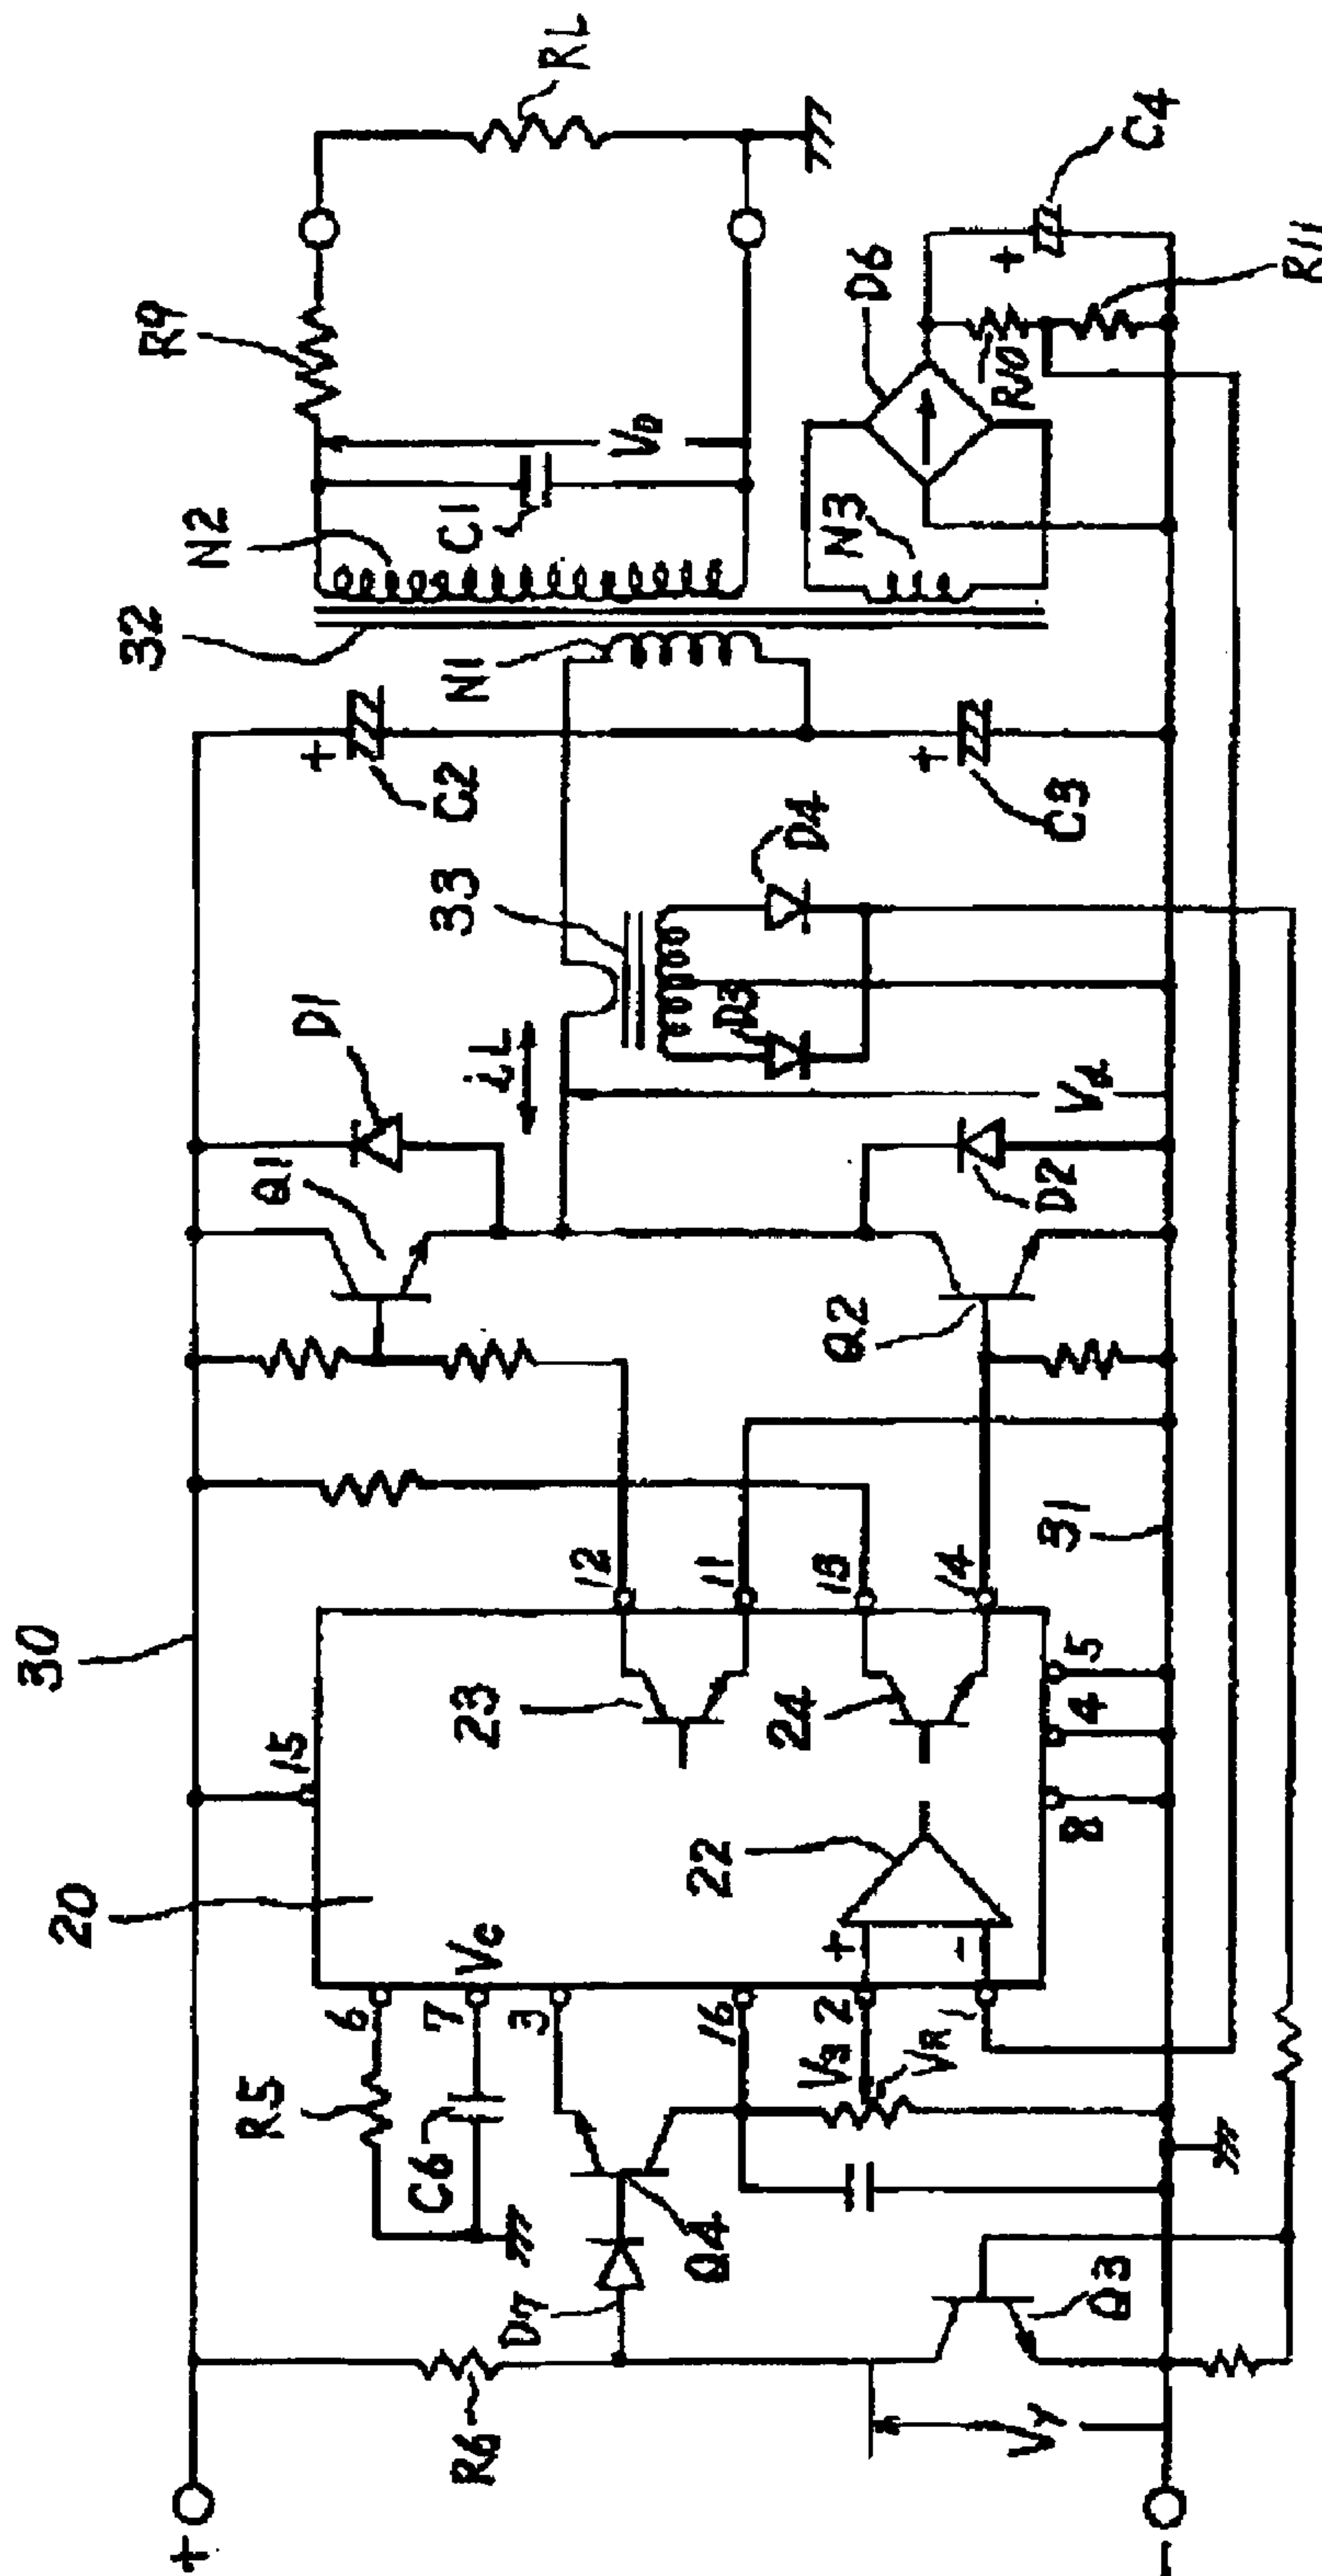 30
32
N2
R9
RL
20
15
Q1
D1
+
C2
N1
C1
VD
R5
6
7
Vc
C6
3
23
12
11
iL
33
D4
D3
16
22
24
13
14
Q2
D2
Vd
+
C3
N3
D6
R10
+
C4
R11
R6
D7
Q4
V3
VR
2
1
+
-
8
4
5
31
Q3
VY
+
-